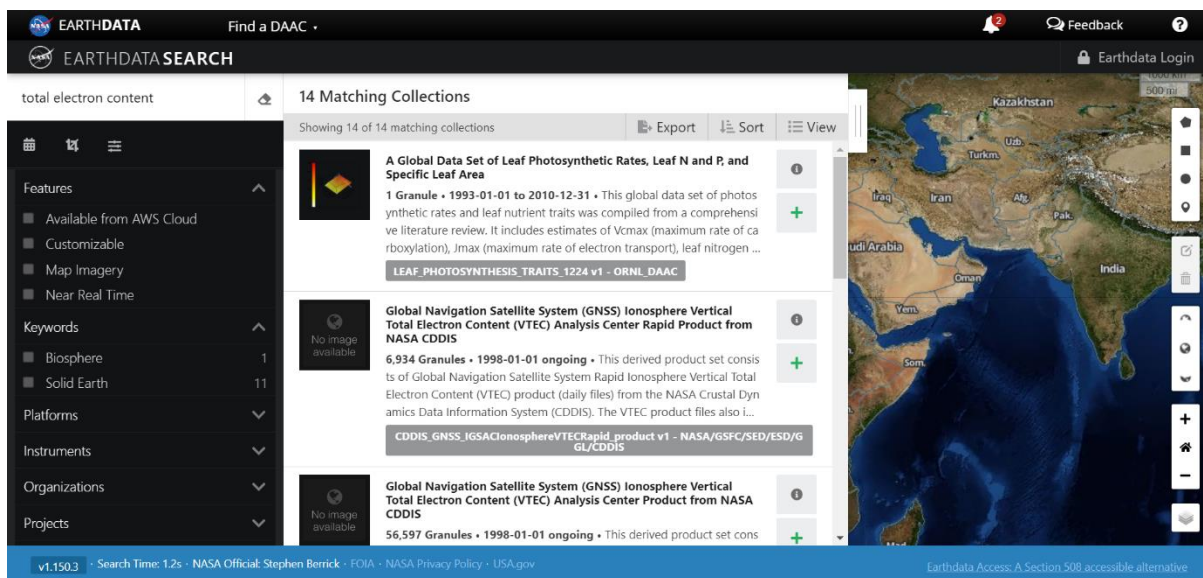 EARTHDATA
Find a DAAC
2
Feedback
?
EARTHDATA SEARCH
Earthdata Login
total electron content
Features
Available from AWS Cloud
Customizable
Map Imagery
Near Real Time
Keywords
Biosphere 1
Solid Earth 11
Platforms
Instruments
Organizations
Projects
14 Matching Collections
Showing 14 of 14 matching collections
Export
Sort
View
A Global Data Set of Leaf Photosynthetic Rates, Leaf N and P, and
Specific Leaf Area
1 Granule • 1993-01-01 to 2010-12-31 • This global data set of photos
ynthetic rates and leaf nutrient traits was compiled from a comprehensi
ve literature review. It includes estimates of Vcmax (maximum rate of ca
rboxylation), Jmax (maximum rate of electron transport), leaf nitrogen ...
LEAF_PHOTOSYNTHESIS_TRAITS_1224 v1 - ORNL_DAAC
No image
available
Global Navigation Satellite System (GNSS) Ionosphere Vertical
Total Electron Content (VTEC) Analysis Center Rapid Product from
NASA CDDIS
6,934 Granules • 1998-01-01 ongoing • This derived product set consis
ts of Global Navigation Satellite System Rapid Ionosphere Vertical Total
Electron Content (VTEC) product (daily files) from the NASA Crustal Dyn
amics Data Information System (CDDIS). The VTEC product files also i...
CDDIS_GNSS_IGSACIonosphereVTECRapid_product v1 - NASA/GSFC/SED/ESD/G
GL/CDDIS
No image
available
Global Navigation Satellite System (GNSS) Ionosphere Vertical
Total Electron Content (VTEC) Analysis Center Product from NASA
CDDIS
56,597 Granules • 1998-01-01 ongoing • This derived product set cons
1000 km
500 mi
Kazakhstan
Uzb.
Turkm.
Iraq
Iran
Afg.
Pak.
udi Arabia
Oman
India
Yem.
Som.
v1.150.3 · Search Time: 1.2s · NASA Official: Stephen Berrick · FOIA · NASA Privacy Policy · USA.gov
Earthdata Access: A Section 508 accessible alternative